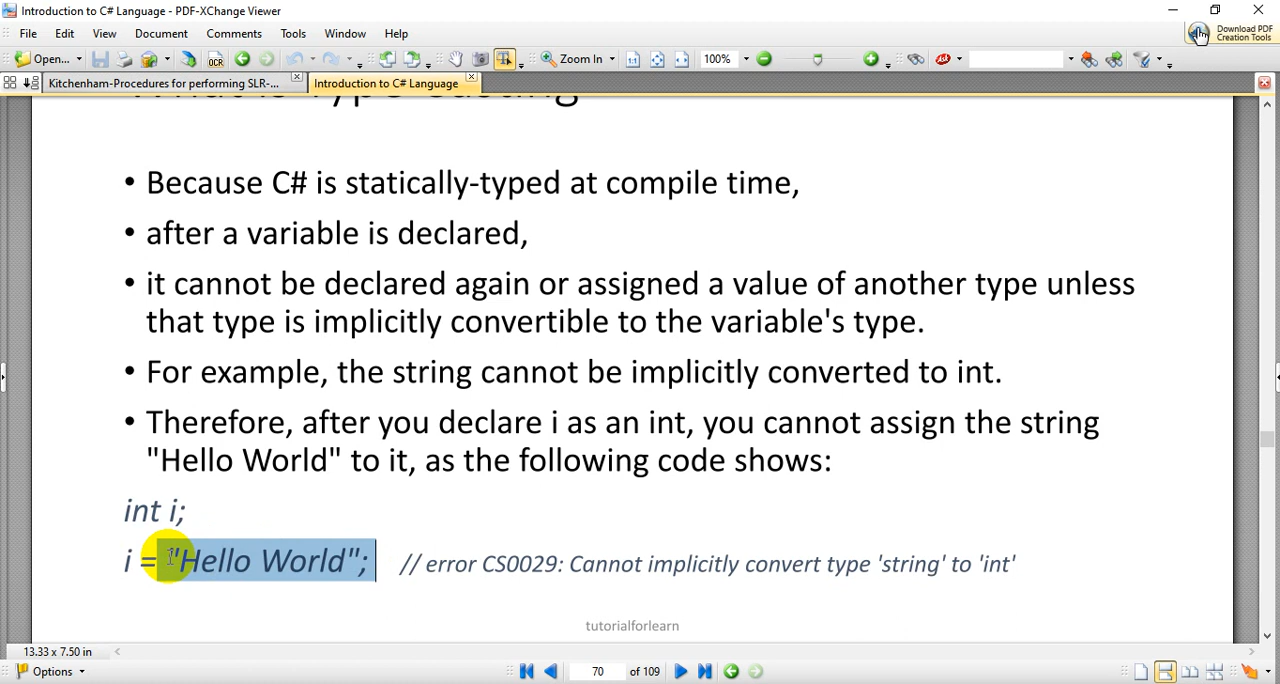 Introduction to C# Language - PDF-XChange Viewer
File Edit View Document Comments Tools Window Help
Download PDF
Creation Tools
Open... OCR Zoom In 100%
Kitchenham-Procedures for performing SLR-... Introduction to C# Language
• Because C# is statically-typed at compile time,
• after a variable is declared,
• it cannot be declared again or assigned a value of another type unless
that type is implicitly convertible to the variable's type.
• For example, the string cannot be implicitly converted to int.
• Therefore, after you declare i as an int, you cannot assign the string
"Hello World" to it, as the following code shows:
int i;
i = "Hello World"; // error CS0029: Cannot implicitly convert type 'string' to 'int'
tutorialforlearn
13.33 x 7.50 in
Options 70 of 109